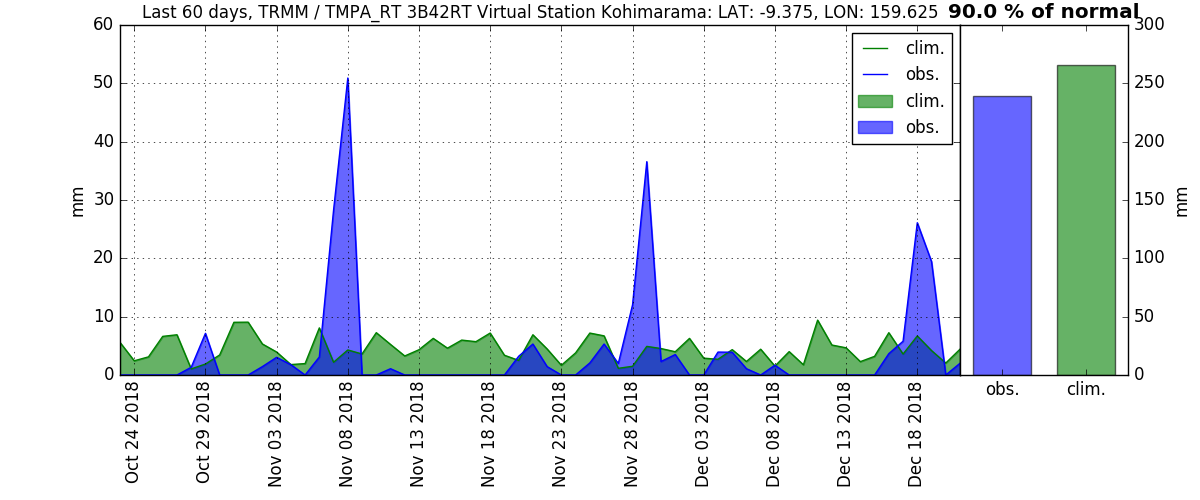 Last 60 days, TRMM / TMPA_RT 3B42RT Virtual Station Kohimarama: LAT: -9.375, LON: 159.625 90.0 % of normal
60
50
40
30
20
10
0
mm
clim.
obs.
clim.
obs.
300
250
200
150
100
50
0
mm
obs.
clim.
Oct 24 2018
Oct 29 2018
Nov 03 2018
Nov 08 2018
Nov 13 2018
Nov 18 2018
Nov 23 2018
Nov 28 2018
Dec 03 2018
Dec 08 2018
Dec 13 2018
Dec 18 2018